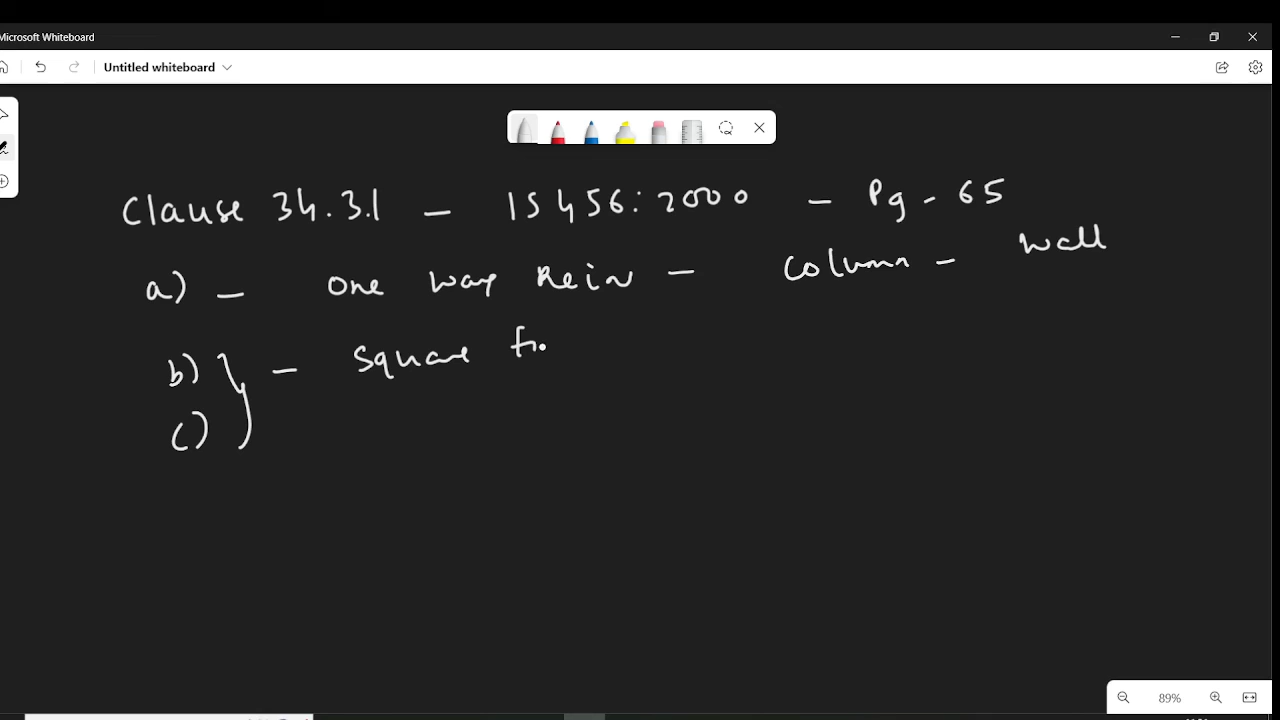 Microsoft Whiteboard
Untitled whiteboard
Clause 34.3.1 - IS 456:2000 - Pg - 65
a) - one way Rein - column - wall
b) } - Square fo
c)
89%